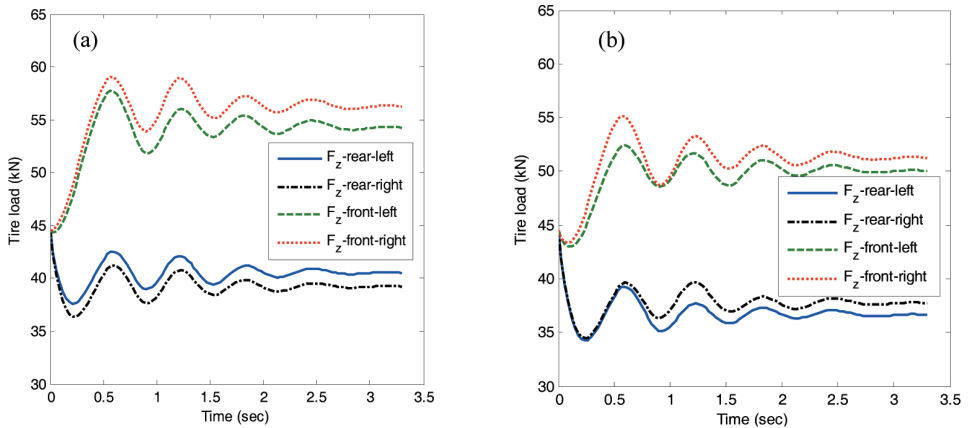 (a)
Tire load (kN)
65
60
55
50
45
40
35
30
0 0.5 1 1.5 2 2.5 3 3.5
Time (sec)
Fz-rear-left
Fz-rear-right
Fz-front-left
Fz-front-right
(b)
Tire load (kN)
65
60
55
50
45
40
35
30
0 0.5 1 1.5 2 2.5 3 3.5
Time (sec)
Fz-rear-left
Fz-rear-right
Fz-front-left
Fz-front-right